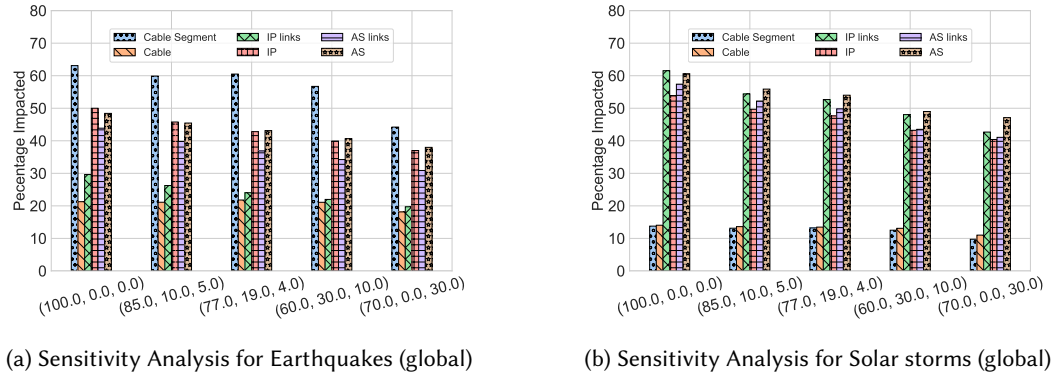 80
70
60
50
40
30
20
10
0
Pecentage Impacted
Cable Segment IP links AS links
Cable IP AS
(100.0, 0.0, 0.0) (85.0, 10.0, 5.0) (77.0, 19.0, 4.0) (60.0, 30.0, 10.0) (70.0, 0.0, 30.0)
(a) Sensitivity Analysis for Earthquakes (global)
80
70
60
50
40
30
20
10
0
Pecentage Impacted
Cable Segment IP links AS links
Cable IP AS
(100.0, 0.0, 0.0) (85.0, 10.0, 5.0) (77.0, 19.0, 4.0) (60.0, 30.0, 10.0) (70.0, 0.0, 30.0)
(b) Sensitivity Analysis for Solar storms (global)